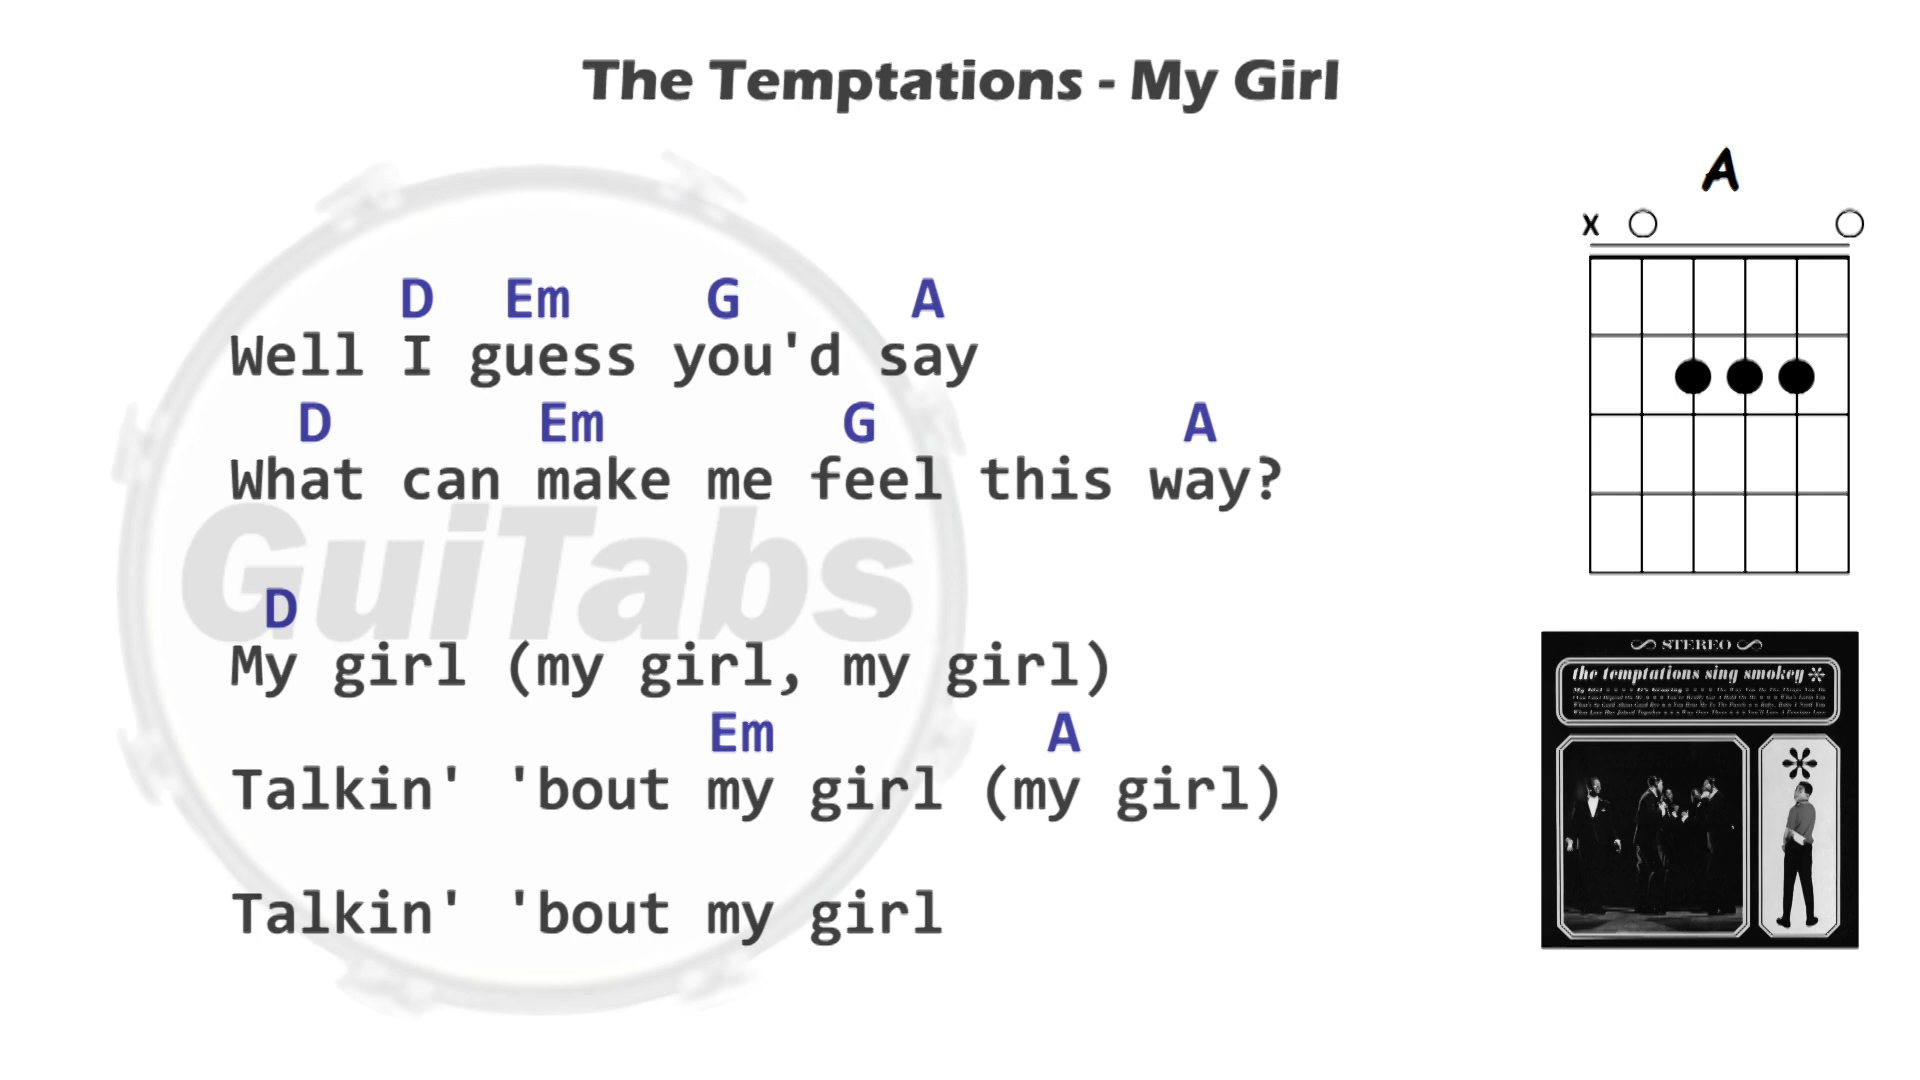 The Temptations - My Girl
A
x
D Em G A
Well I guess you'd say
D Em G A
What can make me feel this way?
GuiTabs
D
My girl (my girl, my girl)
Em A
Talkin' 'bout my girl (my girl)
Talkin' 'bout my girl
STEREO
the temptations sing smokey